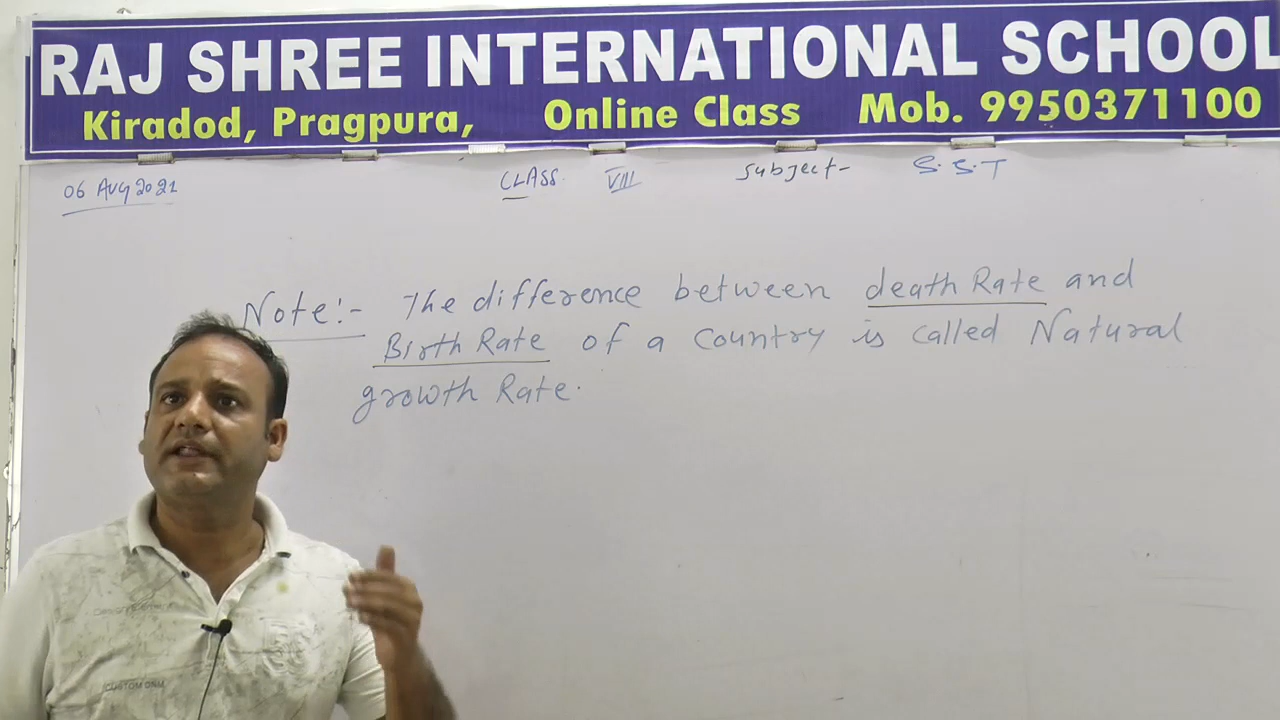 RAJ SHREE INTERNATIONAL SCHOOL
Kiradod, Pragpura, Online Class Mob. 9950371100
06 AUG 2021 CLASS VIII Subject- S.S.T
Note:- The difference between death Rate and
Birth Rate of a country is called Natural
growth Rate.